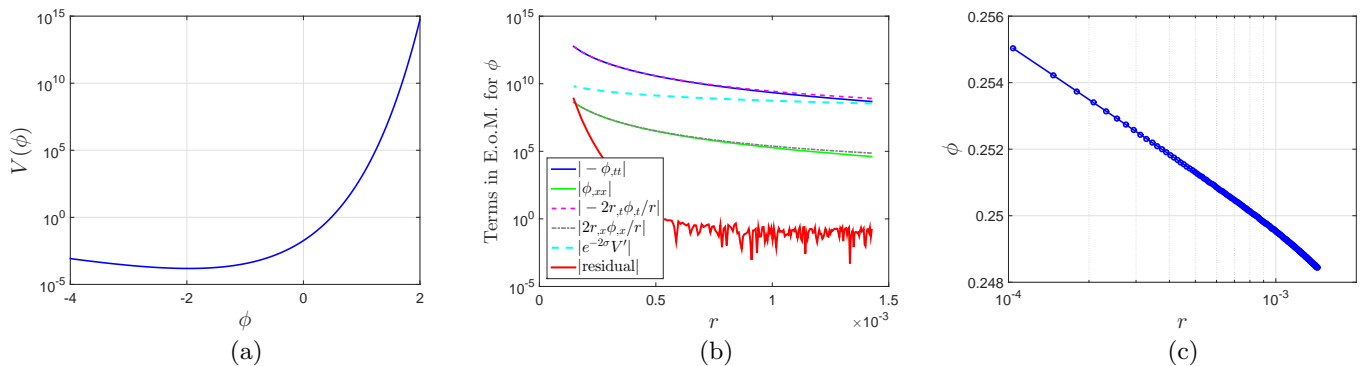 10^15
10^10
10^5
10^0
10^-5
V(ϕ)
-4 -2 0 2
ϕ
(a)
10^15
10^10
10^5
10^0
10^-5
Terms in E.o.M. for ϕ
|−ϕ,tt|
|ϕ,xx|
|−2r,tϕ,t/r|
|2r,xϕ,x/r|
|e^−2σV′|
|residual|
0 0.5 1 1.5
r
×10^-3
(b)
0.256
0.254
0.252
0.25
0.248
ϕ
10^-4 10^-3
r
(c)